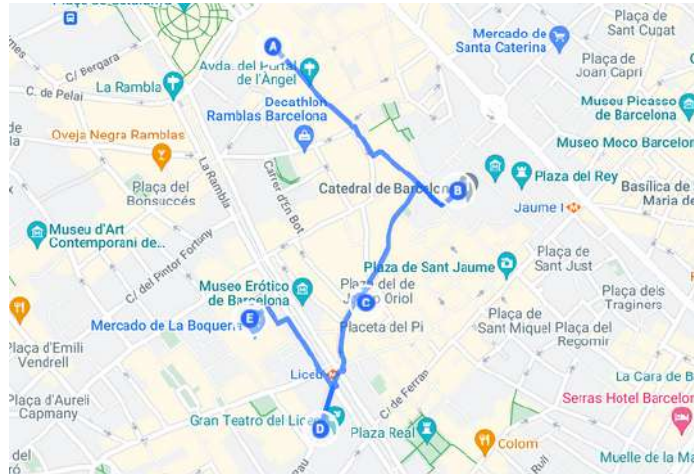 Plaça de
Sant Cugat
A
Mercado de
Santa Caterina
Plaça de
Joan Capri
C/ Bergara
Avda. del Portal
de l'Àngel
La Rambla
C. de Pelai
Decathlon
Ramblas Barcelona
Museu Picasso
de Barcelona
Oveja Negra Ramblas
Museo Moco Barcelon
Plaça del
Bonsuccés
La Rambla
Carrer d'En Bot
Catedral de Barcelona
B
Plaza del Rey
Basílica de
Maria de
Jaume I
Museu d'Art
Contemporani de...
C/ del Pintor Fortuny
Plaza de Sant Jaume
Plaça de
Sant Just
Museo Erótico
de Barcelona
Plaça del de
Oriol
C
Plaça dels
Traginers
E
Mercado de La Boquer
Placeta del Pi
Plaça de
Sant Miquel
Plaça del
Regomir
Plaça d'Emili
Vendrell
Liceu
C/ de Ferran
La Cara de B
Plaça d'Aureli
Capmany
Serras Hotel Barcelon
Gran Teatro del Lice
D
Plaza Real
Colom
Muelle de la Ma